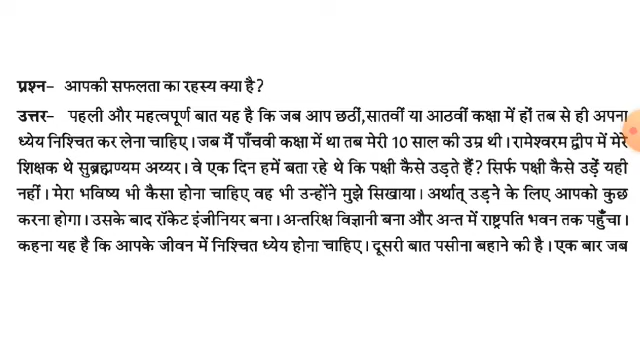 प्रश्न– आपकी सफलता का रहस्य क्या है?
उत्तर– पहली और महत्वपूर्ण बात यह है कि जब आप छठीं,सातवीं या आठवीं कक्षा में हों तब से ही अपना
ध्येय निश्चित कर लेना चाहिए। जब मैं पाँचवी कक्षा में था तब मेरी 10 साल की उम्र थी। रामेश्वरम द्वीप में मेरे
शिक्षक थे सुब्रह्मण्यम अय्यर। वे एक दिन हमें बता रहे थे कि पक्षी कैसे उड़ते हैं? सिर्फ पक्षी कैसे उड़ें यही
नहीं। मेरा भविष्य भी कैसा होना चाहिए वह भी उन्होंने मुझे सिखाया। अर्थात् उड़ने के लिए आपको कुछ
करना होगा। उसके बाद रॉकेट इंजीनियर बना। अन्तरिक्ष विज्ञानी बना और अन्त में राष्ट्रपति भवन तक पहुँचा।
कहना यह है कि आपके जीवन में निश्चित ध्येय होना चाहिए। दूसरी बात पसीना बहाने की है। एक बार जब